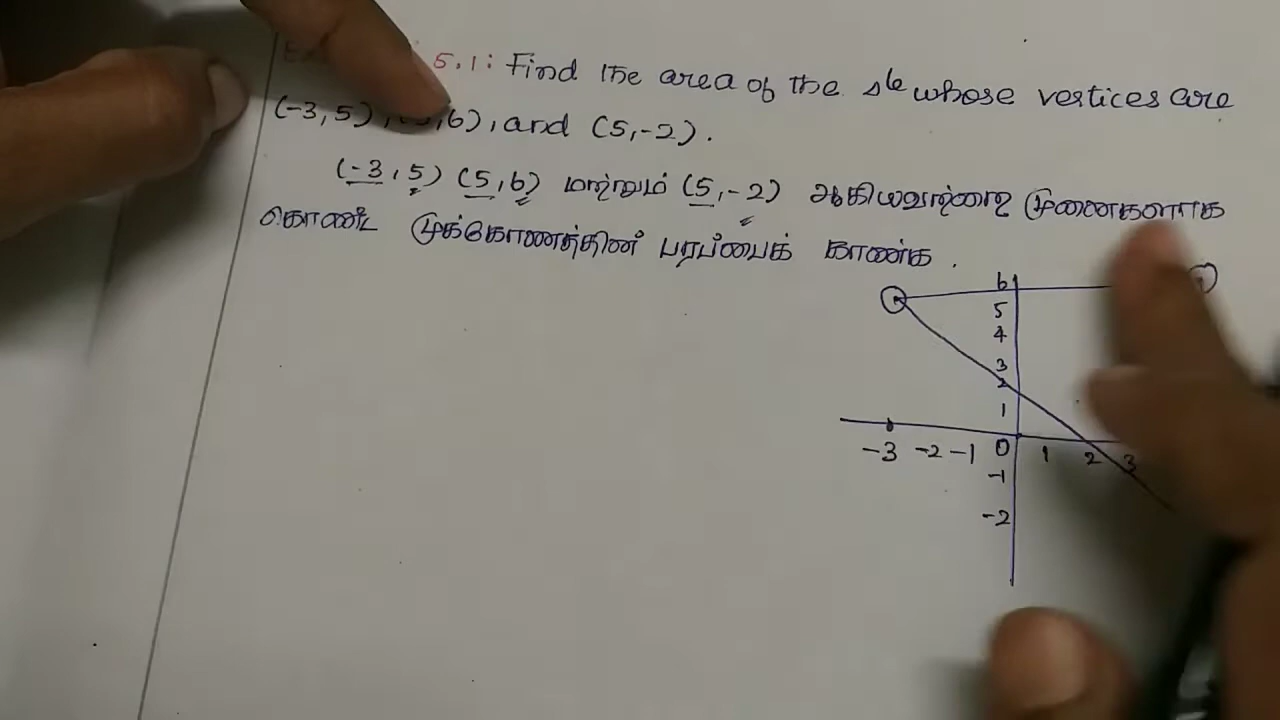 5.1: Find the area of the sle whose vertices are
(-3,5), ,6), and (5,-2).
(-3,5) (5,6) மற்றும் (5,-2) ஆகியவற்றை முனைகளாக
கொண்ட முக்கோணத்தின் பரப்பைக் காண்க.
6
5
4
3
2
1
-3 -2 -1 0 1 2 3
-1
-2